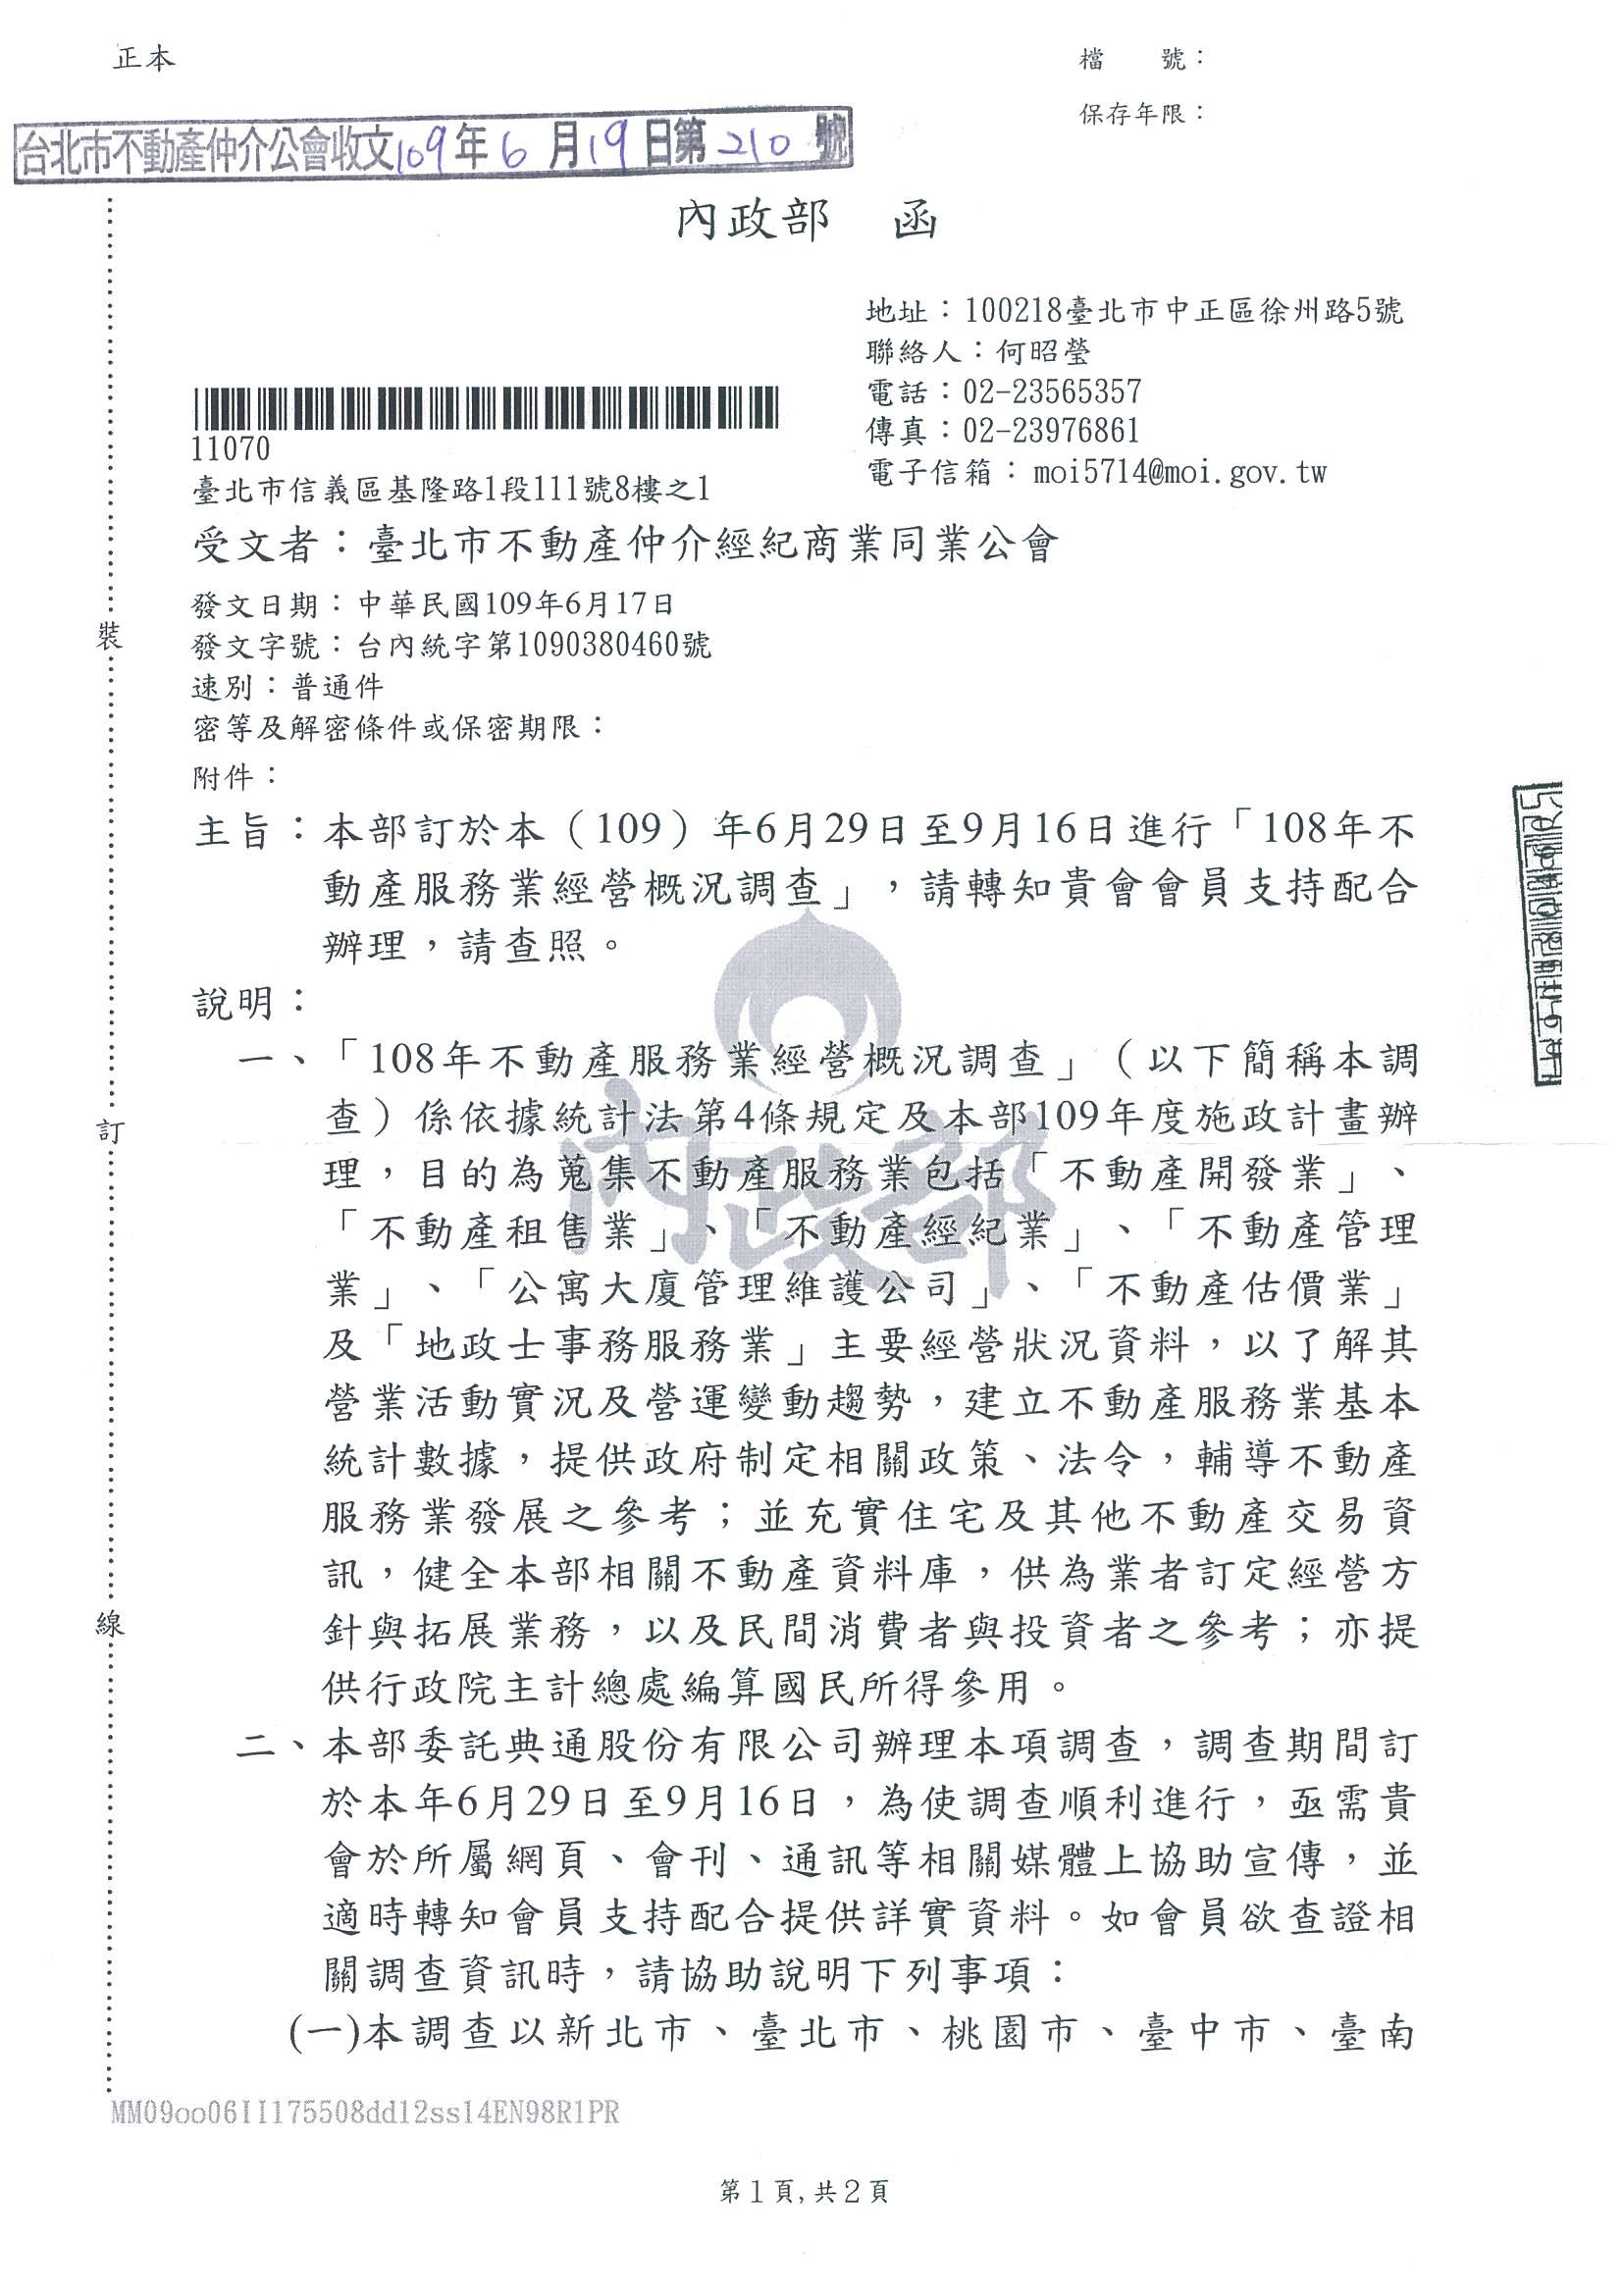 正本
檔　　號：
保存年限：
台北市不動產仲介公會收文109年6月19日第210號
內政部　函
地址：100218臺北市中正區徐州路5號
聯絡人：何昭瑩
電話：02-23565357
傳真：02-23976861
電子信箱：moi5714@moi.gov.tw
11070
臺北市信義區基隆路1段111號8樓之1
受文者：臺北市不動產仲介經紀商業同業公會
發文日期：中華民國109年6月17日
發文字號：台內統字第1090380460號
速別：普通件
密等及解密條件或保密期限：
附件：
主旨：本部訂於本（109）年6月29日至9月16日進行「108年不
動產服務業經營概況調查」，請轉知貴會會員支持配合
辦理，請查照。
說明：
一、「108年不動產服務業經營概況調查」（以下簡稱本調
查）係依據統計法第4條規定及本部109年度施政計畫辦
理，目的為蒐集不動產服務業包括「不動產開發業」、
「不動產租售業」、「不動產經紀業」、「不動產管理
業」、「公寓大廈管理維護公司」、「不動產估價業」
及「地政士事務服務業」主要經營狀況資料，以了解其
營業活動實況及營運變動趨勢，建立不動產服務業基本
統計數據，提供政府制定相關政策、法令，輔導不動產
服務業發展之參考；並充實住宅及其他不動產交易資
訊，健全本部相關不動產資料庫，供為業者訂定經營方
針與拓展業務，以及民間消費者與投資者之參考；亦提
供行政院主計總處編算國民所得參用。
二、本部委託典通股份有限公司辦理本項調查，調查期間訂
於本年6月29日至9月16日，為使調查順利進行，亟需貴
會於所屬網頁、會刊、通訊等相關媒體上協助宣傳，並
適時轉知會員支持配合提供詳實資料。如會員欲查證相
關調查資訊時，請協助說明下列事項：
(一)本調查以新北市、臺北市、桃園市、臺中市、臺南
裝
訂
線
內政部
MM09oo06II175508dd12ss14EN98R1PR
第1頁,共2頁